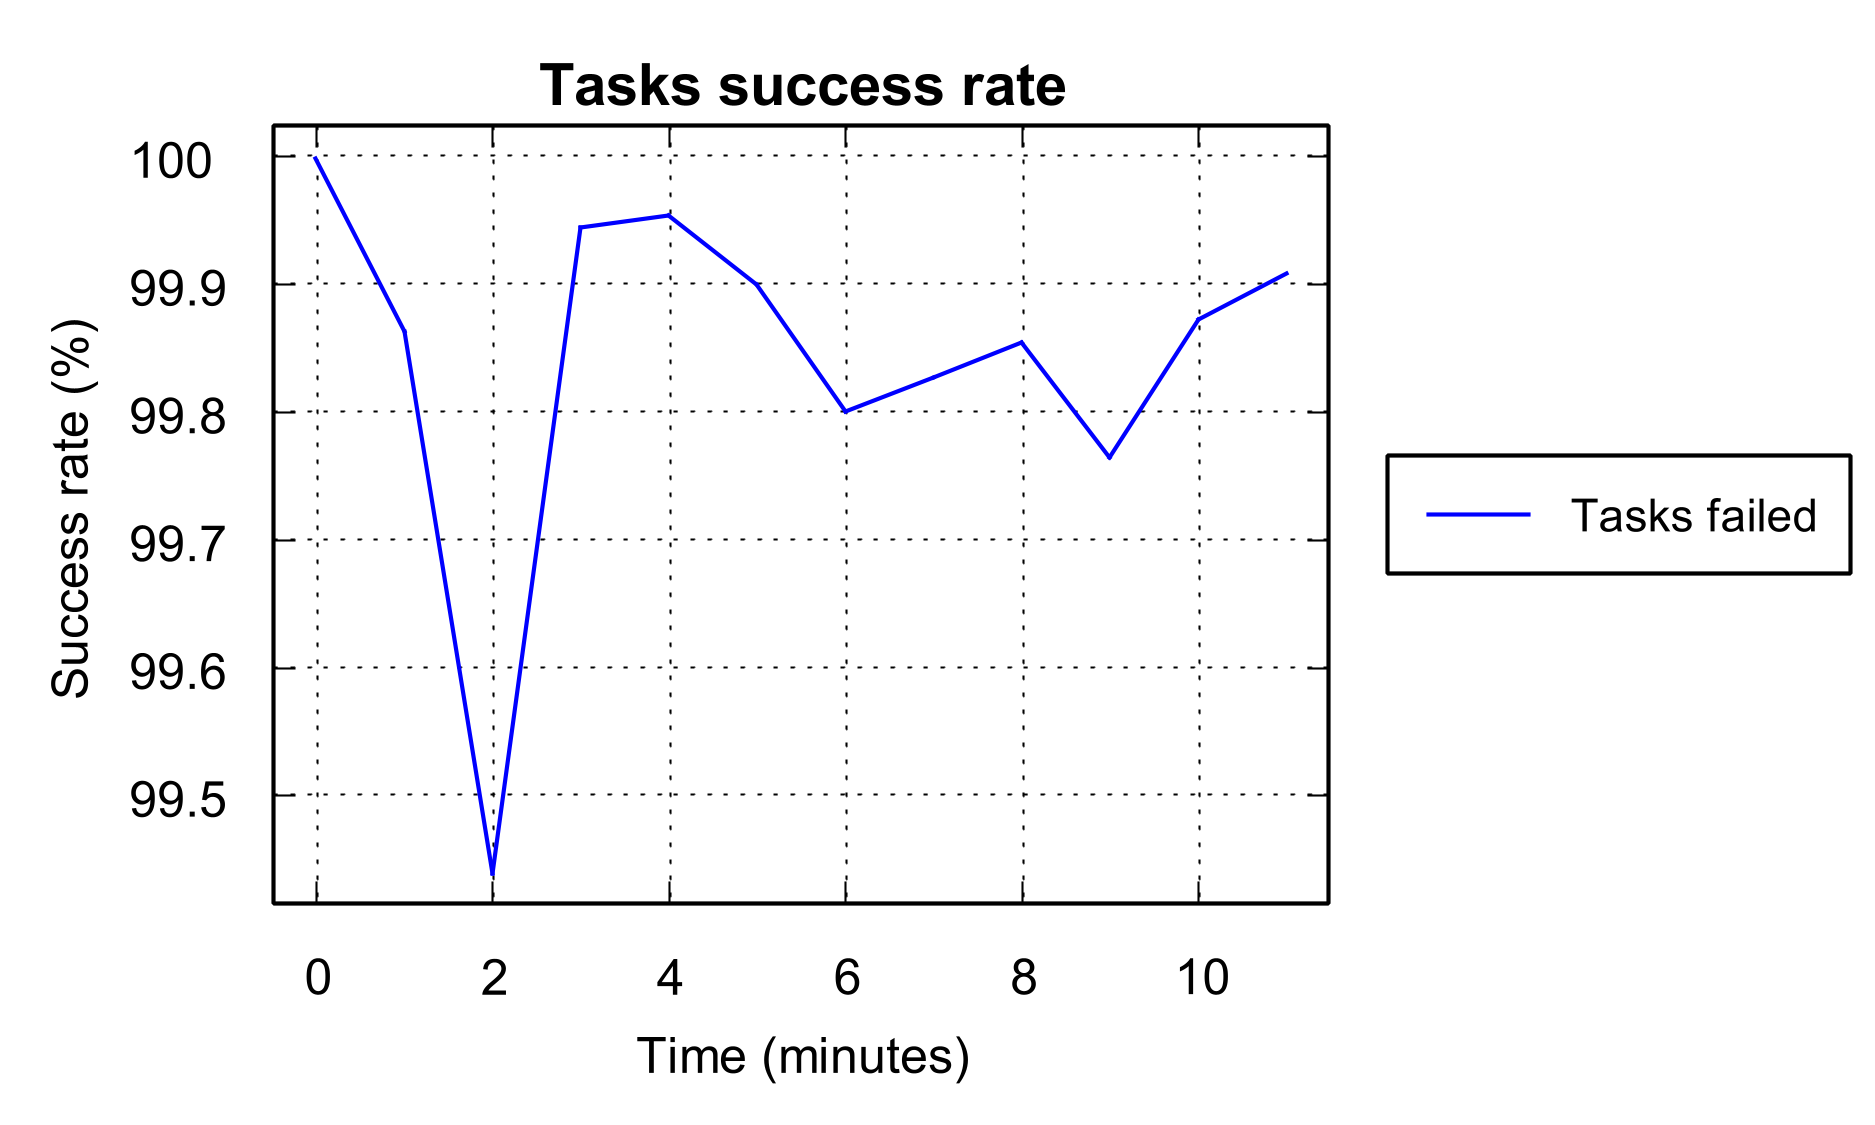 Tasks success rate
100
99.9
99.8
99.7
99.6
99.5
Success rate (%)
0 2 4 6 8 10
Time (minutes)
Tasks failed